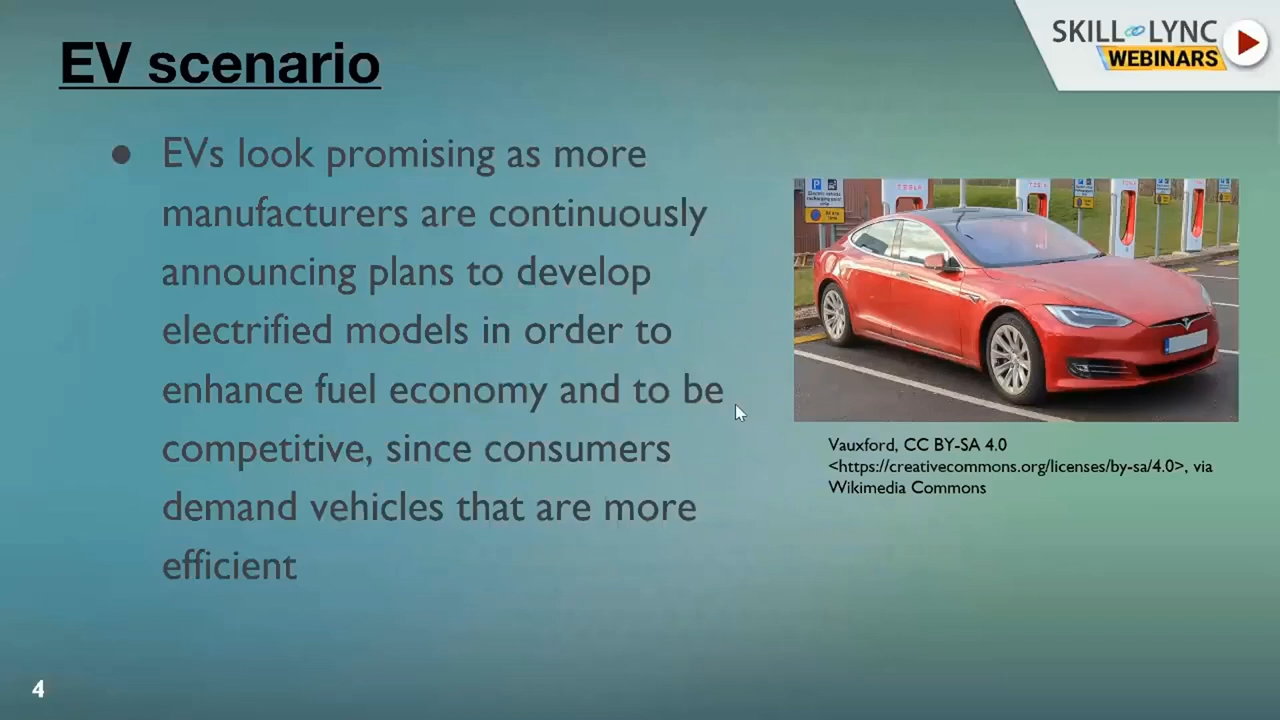 EV scenario
SKILL LYNC
WEBINARS
● EVs look promising as more
manufacturers are continuously
announcing plans to develop
electrified models in order to
enhance fuel economy and to be
competitive, since consumers
demand vehicles that are more
efficient
TESLA
Vauxford, CC BY-SA 4.0
<https://creativecommons.org/licenses/by-sa/4.0>, via
Wikimedia Commons
4